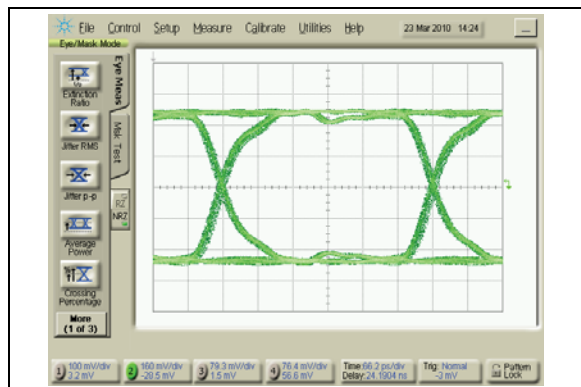 File Control Setup Measure Calibrate Utilities Help 23 Mar 2010 14:24
Eye/Mask Mode
Eye Meas
Msk Test
RZ
NRZ
Extinction
Ratio
Jitter RMS
Jitter p-p
Average
Power
Crossing
Percentage
More
(1 of 3)
1) 100 mV/div 2) 160 mV/div 3) 79.3 mV/div 4) 76.4 mV/div Time:66.2 ps/div Trig: Normal Pattern
3.2 mV -28.5 mV 1.5 mV 56.6 mV Delay:24.1904 ns -3 mV Lock